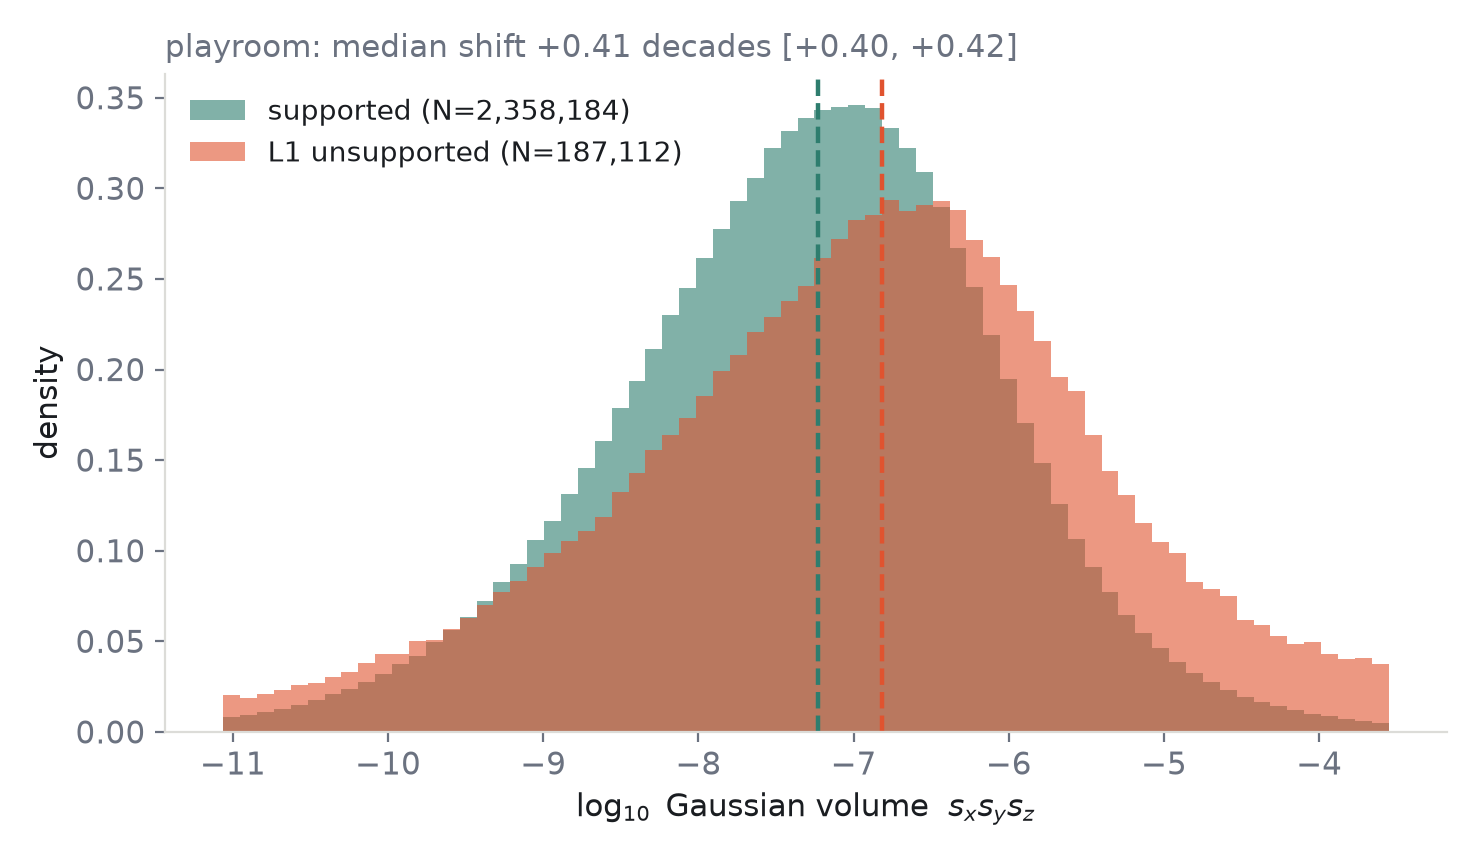 playroom: median shift +0.41 decades [+0.40, +0.42]
supported (N=2,358,184)
L1 unsupported (N=187,112)
density
0.35
0.30
0.25
0.20
0.15
0.10
0.05
0.00
−11 −10 −9 −8 −7 −6 −5 −4
log₁₀ Gaussian volume sₓsᵧs_z